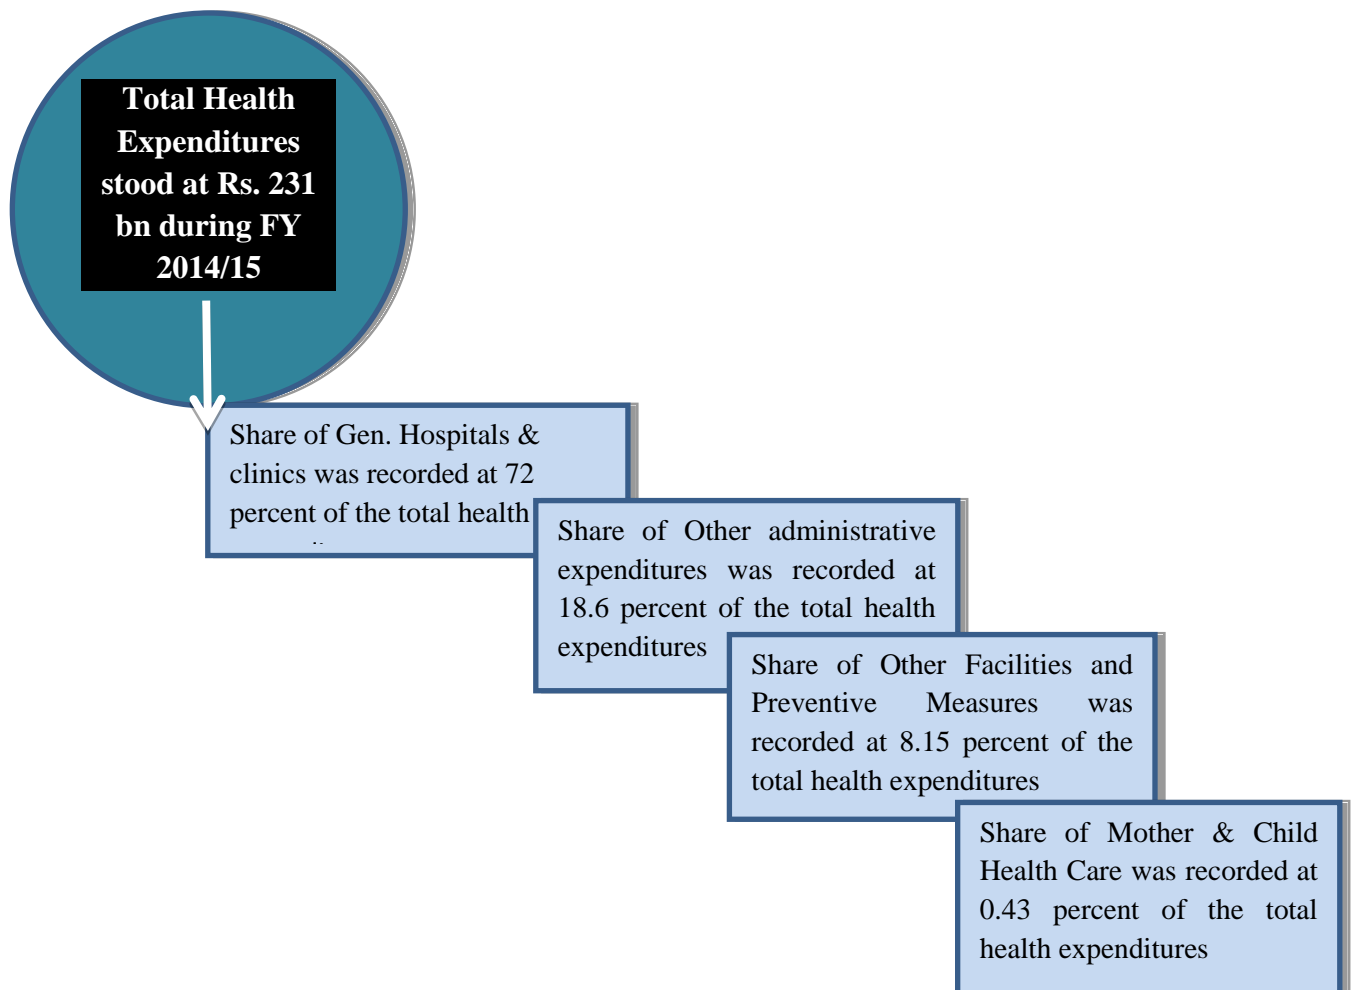 Total Health
Expenditures
stood at Rs. 231
bn during FY
2014/15
Share of Gen. Hospitals &
clinics was recorded at 72
percent of the total health
Share of Other administrative
expenditures was recorded at
18.6 percent of the total health
expenditures
Share of Other Facilities and
Preventive Measures was
recorded at 8.15 percent of the
total health expenditures
Share of Mother & Child
Health Care was recorded at
0.43 percent of the total
health expenditures